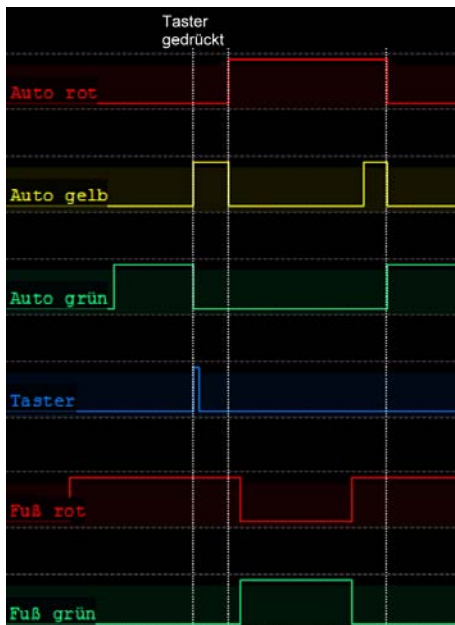 Taster
gedrückt
Auto rot
Auto gelb
Auto grün
Taster
Fuß rot
Fuß grün